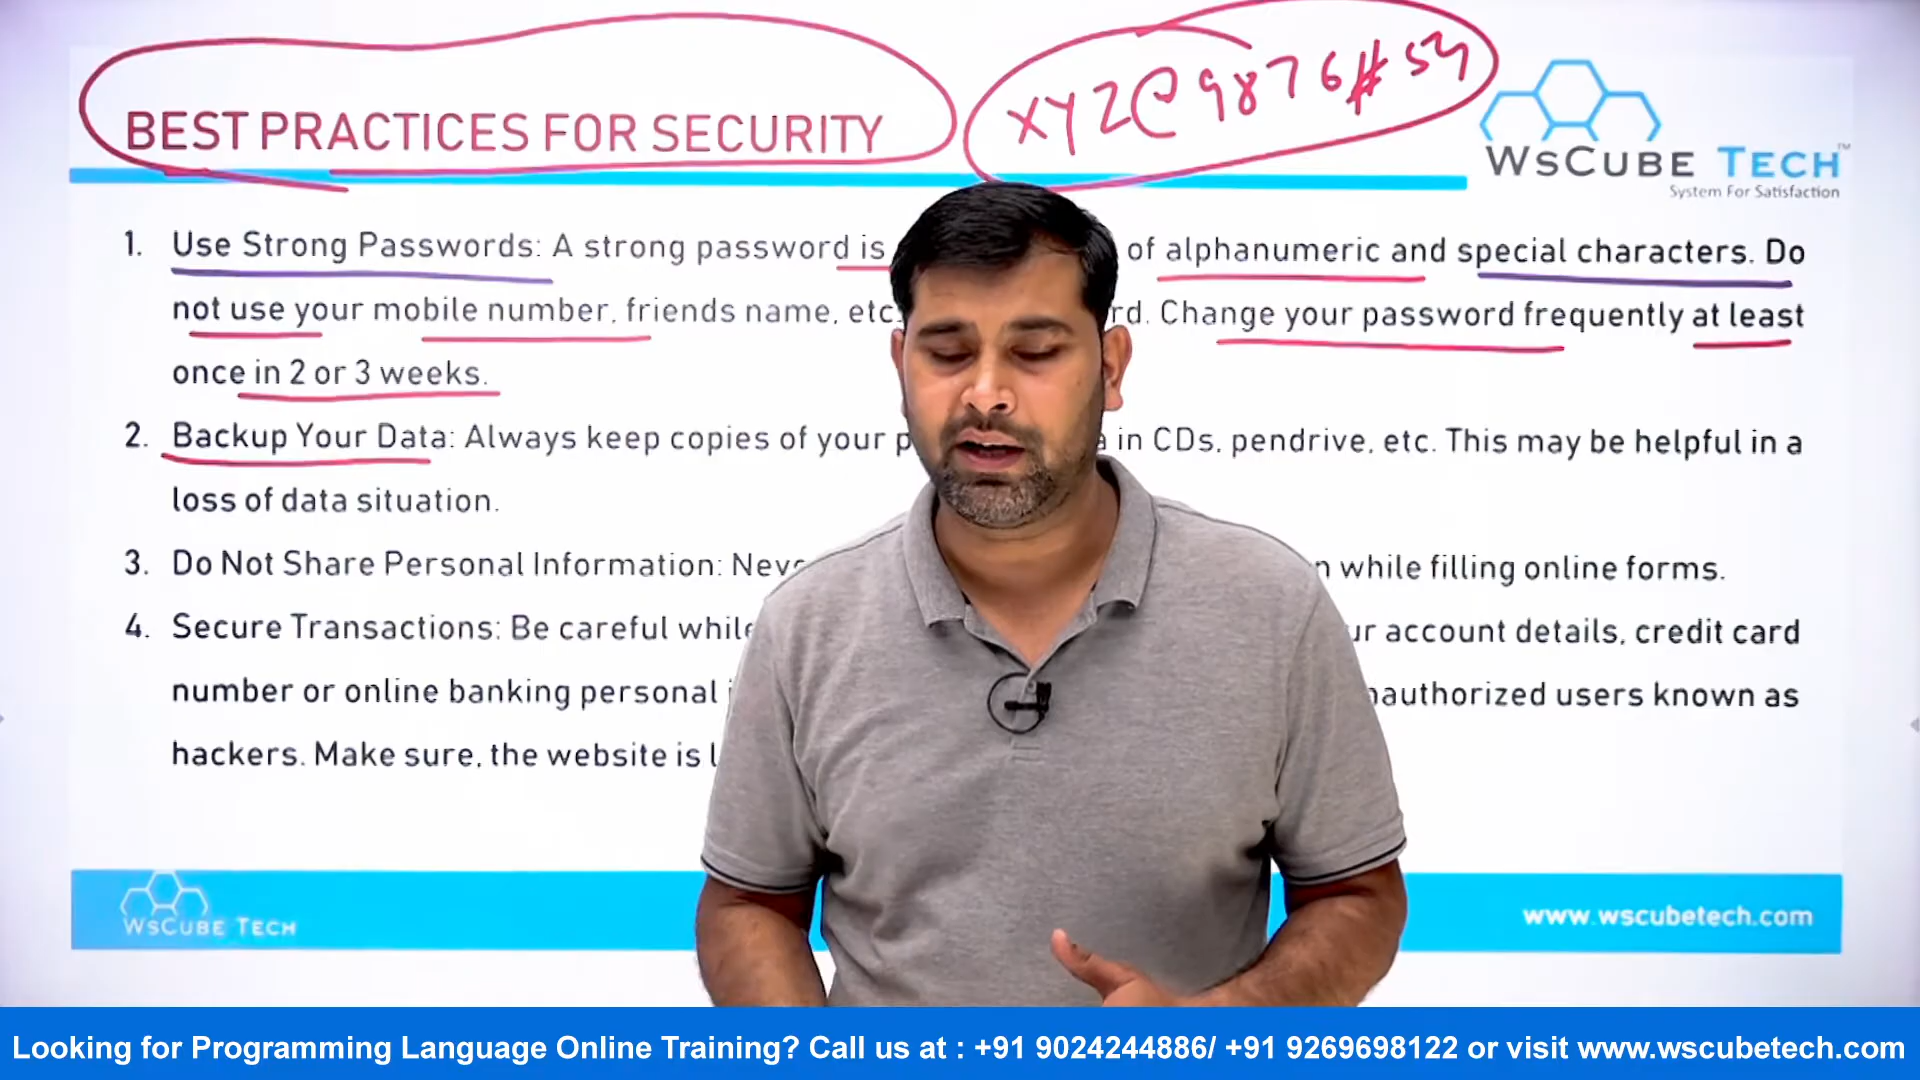 BEST PRACTICES FOR SECURITY
XYZ@9876#53
WSCUBE TECH™
System For Satisfaction
1. Use Strong Passwords: A strong password is of alphanumeric and special characters. Do
not use your mobile number, friends name, etc. Change your password frequently at least
once in 2 or 3 weeks.
2. Backup Your Data: Always keep copies of your in CDs, pendrive, etc. This may be helpful in a
loss of data situation.
3. Do Not Share Personal Information: while filling online forms.
4. Secure Transactions: Be careful while account details, credit card
number or online banking personal users known as
hackers. Make sure, the website is
WSCUBE TECH
www.wscubetech.com
Looking for Programming Language Online Training? Call us at : +91 9024244886/ +91 9269698122 or visit www.wscubetech.com